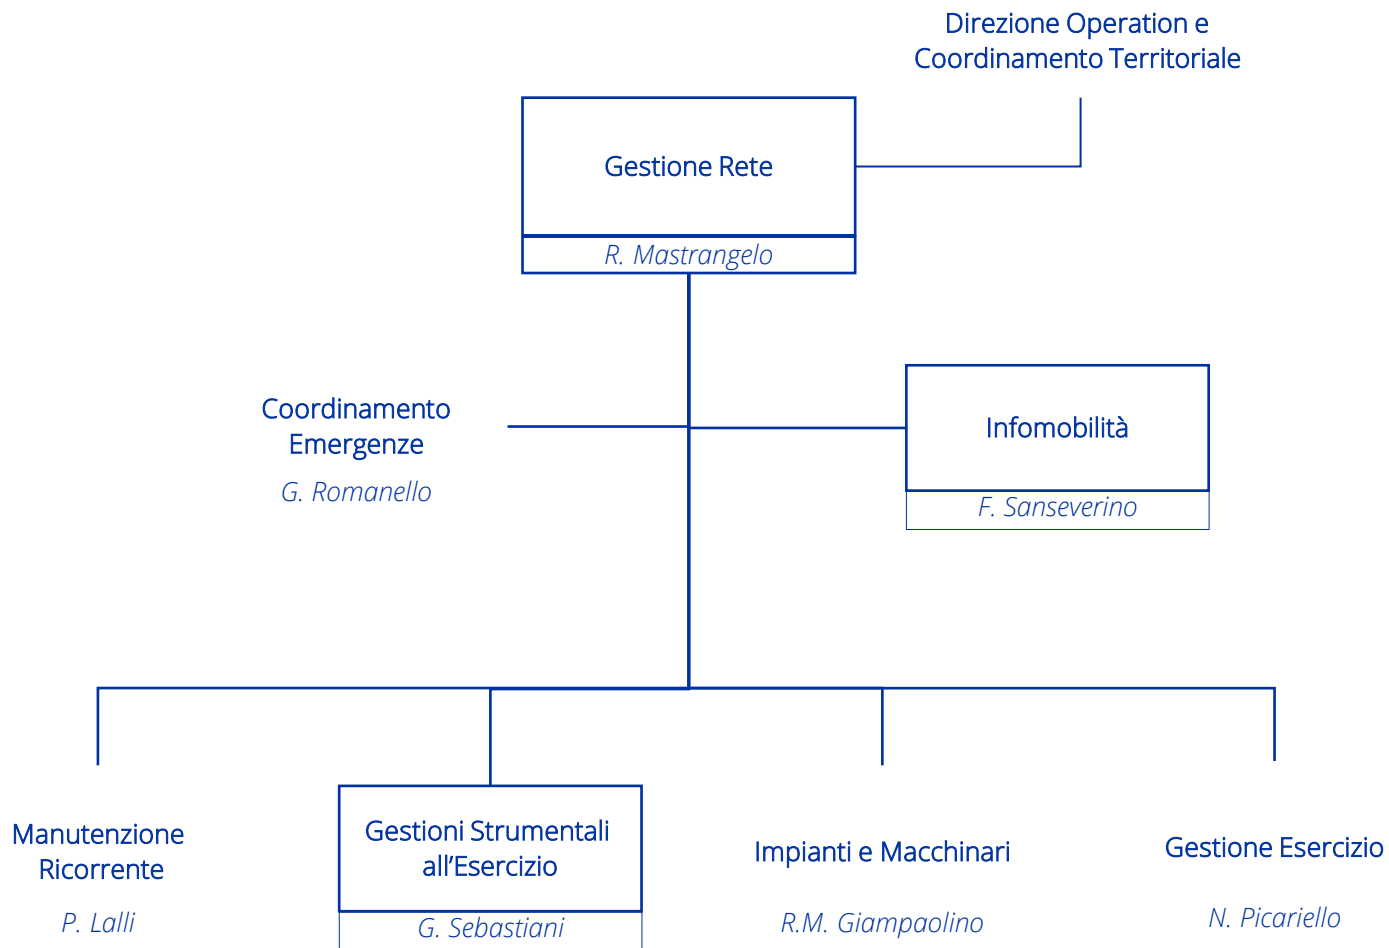 Direzione Operation e
Coordinamento Territoriale
Gestione Rete
R. Mastrangelo
Coordinamento
Emergenze
G. Romanello
Infomobilità
F. Sanseverino
Manutenzione
Ricorrente
P. Lalli
Gestioni Strumentali
all’Esercizio
G. Sebastiani
Impianti e Macchinari
R.M. Giampaolino
Gestione Esercizio
N. Picariello